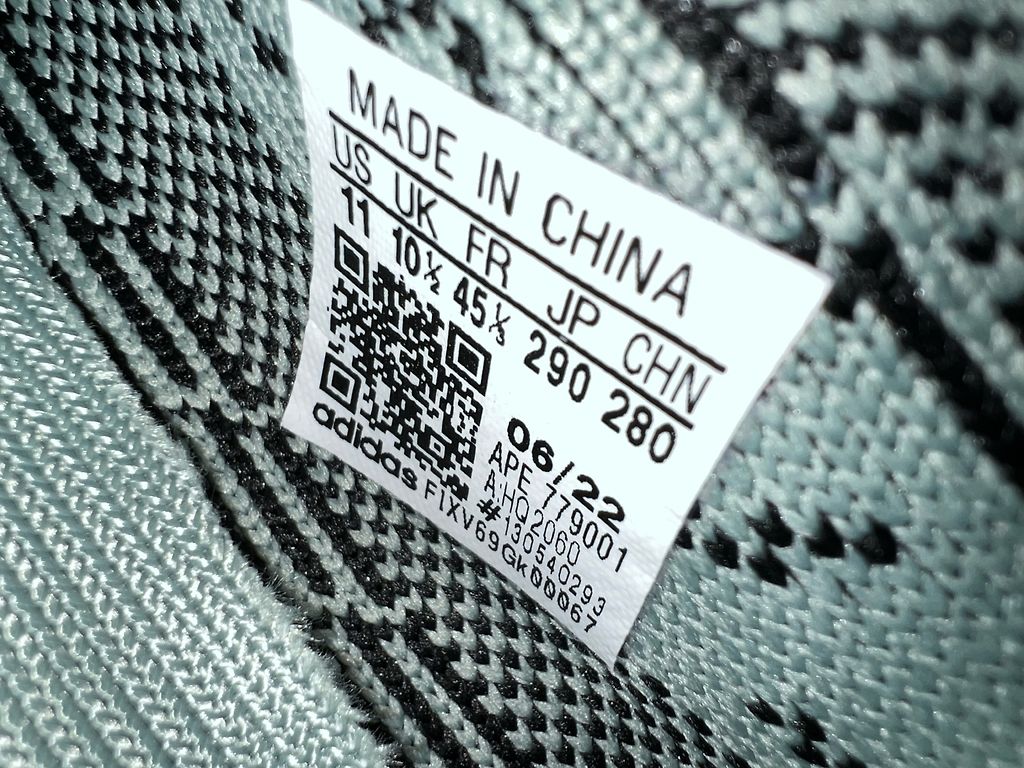 MADE IN CHINA
US UK FR JP CHN
11 10½ 45⅓ 290 280
06/22
APE 779001
A:HQ2060
#130540293
adidas FIXV69GK00067